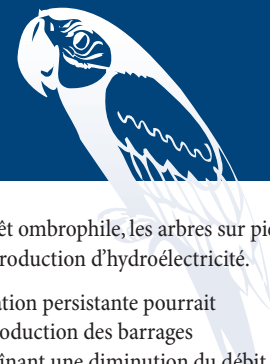 êt ombrophile, les arbres sur pie
roduction d’hydroélectricité.
ation persistante pourrait
oduction des barrages
înant une diminution du débit